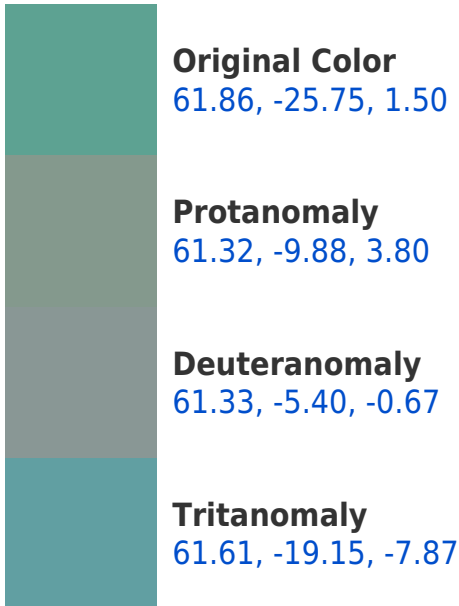 Original Color
61.86, -25.75, 1.50
Protanomaly
61.32, -9.88, 3.80
Deuteranomaly
61.33, -5.40, -0.67
Tritanomaly
61.61, -19.15, -7.87